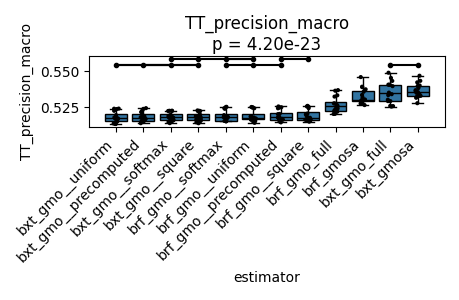 TT_precision_macro
p = 4.20e-23
TT_precision_macro
0.550
0.525
bxt_gmo__uniform
bxt_gmo__precomputed
bxt_gmo__softmax
bxt_gmo__square
brf_gmo__softmax
brf_gmo__uniform
brf_gmo__precomputed
brf_gmo__square
brf_gmo_full
brf_gmosa
bxt_gmo_full
bxt_gmosa
estimator